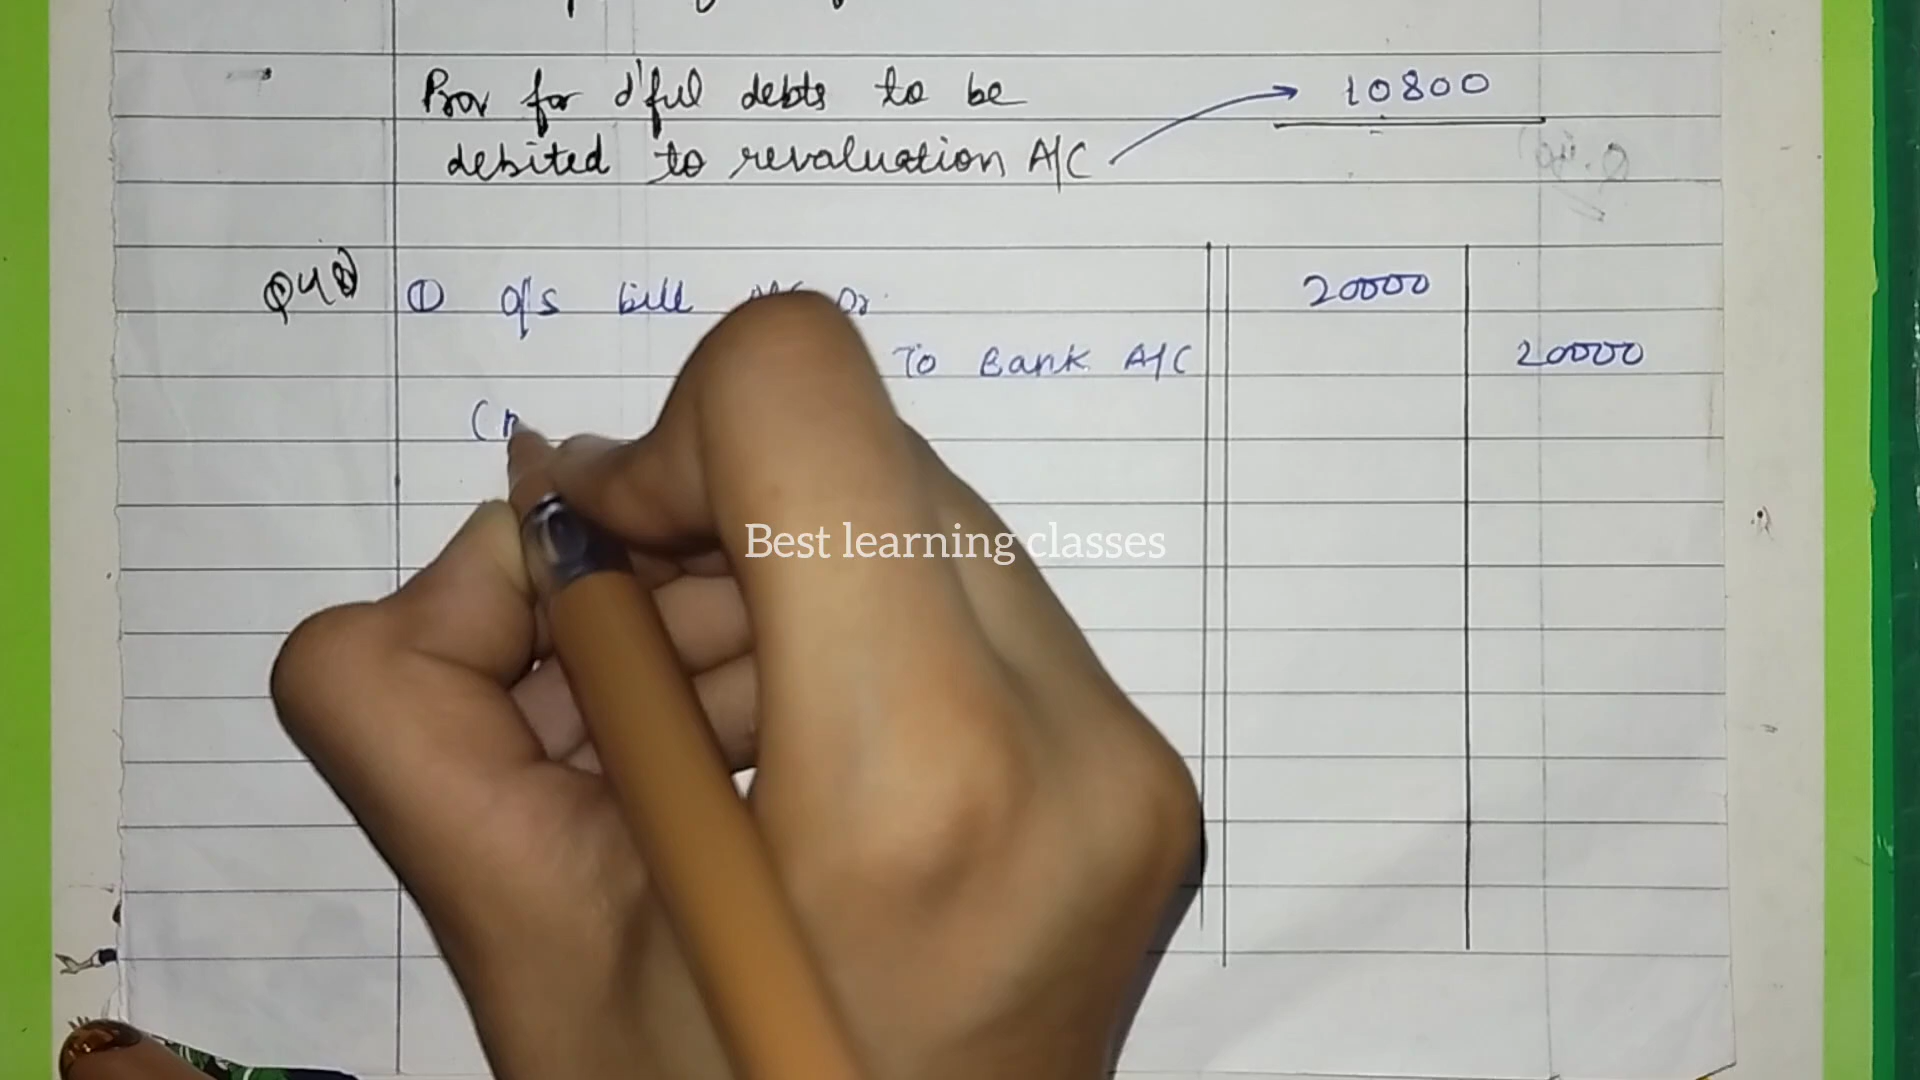 Prov for d'ful debts to be 10800
debited to revaluation A/C
Q48 ① o/s bill A/C Dr. 20000
To Bank A/C 20000
(
Best learning classes